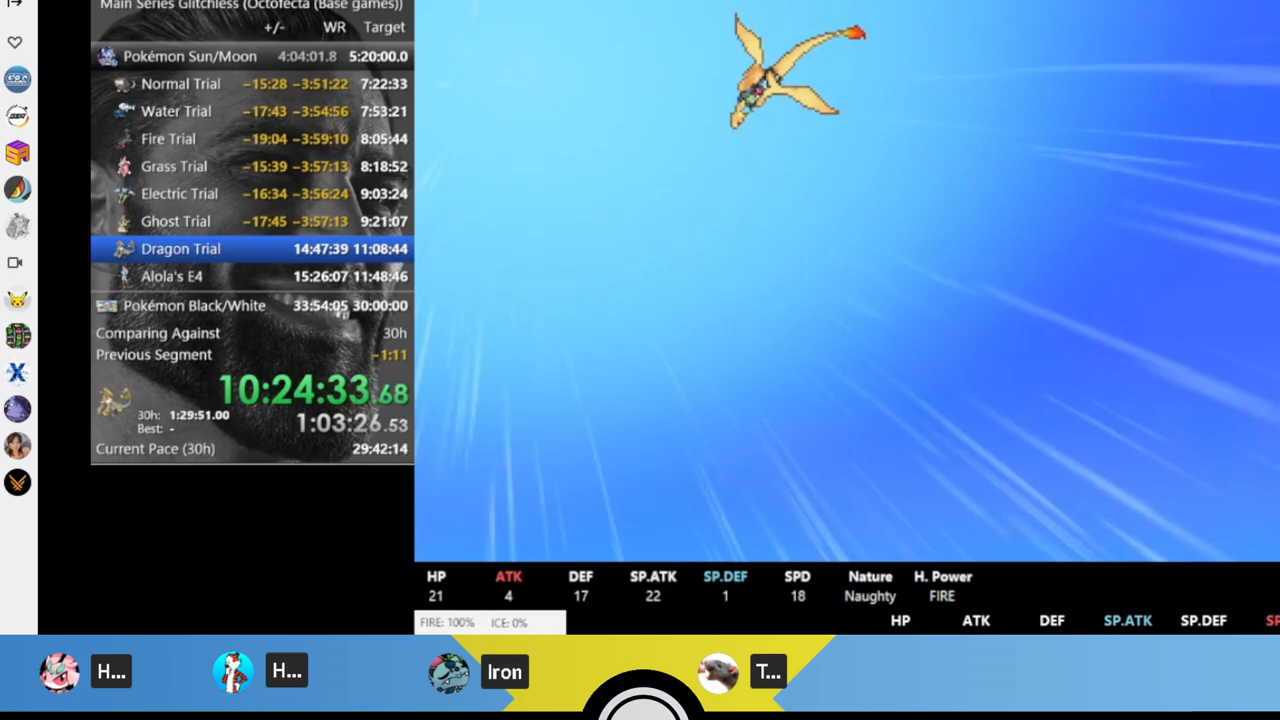 Main Series Glitchless (Octofecta (Base games))
+/- WR Target
Pokémon Sun/Moon 4:04:01.8 5:20:00.0
Normal Trial −15:28 −3:51:22 7:22:33
Water Trial −17:43 −3:54:56 7:53:21
Fire Trial −19:04 −3:59:10 8:05:44
Grass Trial −15:39 −3:57:13 8:18:52
Electric Trial −16:34 −3:56:24 9:03:24
Ghost Trial −17:45 −3:57:13 9:21:07
Dragon Trial 14:47:39 11:08:44
Alola's E4 15:26:07 11:48:46
Pokémon Black/White 33:54:05 30:00:00
Comparing Against 30h
Previous Segment −1:11
10:24:33.68
30h: 1:29:51.00
Best: -
1:03:26.53
Current Pace (30h) 29:42:14
HP ATK DEF SP.ATK SP.DEF SPD Nature H. Power
21 4 17 22 1 18 Naughty FIRE
FIRE: 100% ICE: 0%
HP ATK DEF SP.ATK SP.DEF SP
H... H... Iron T...